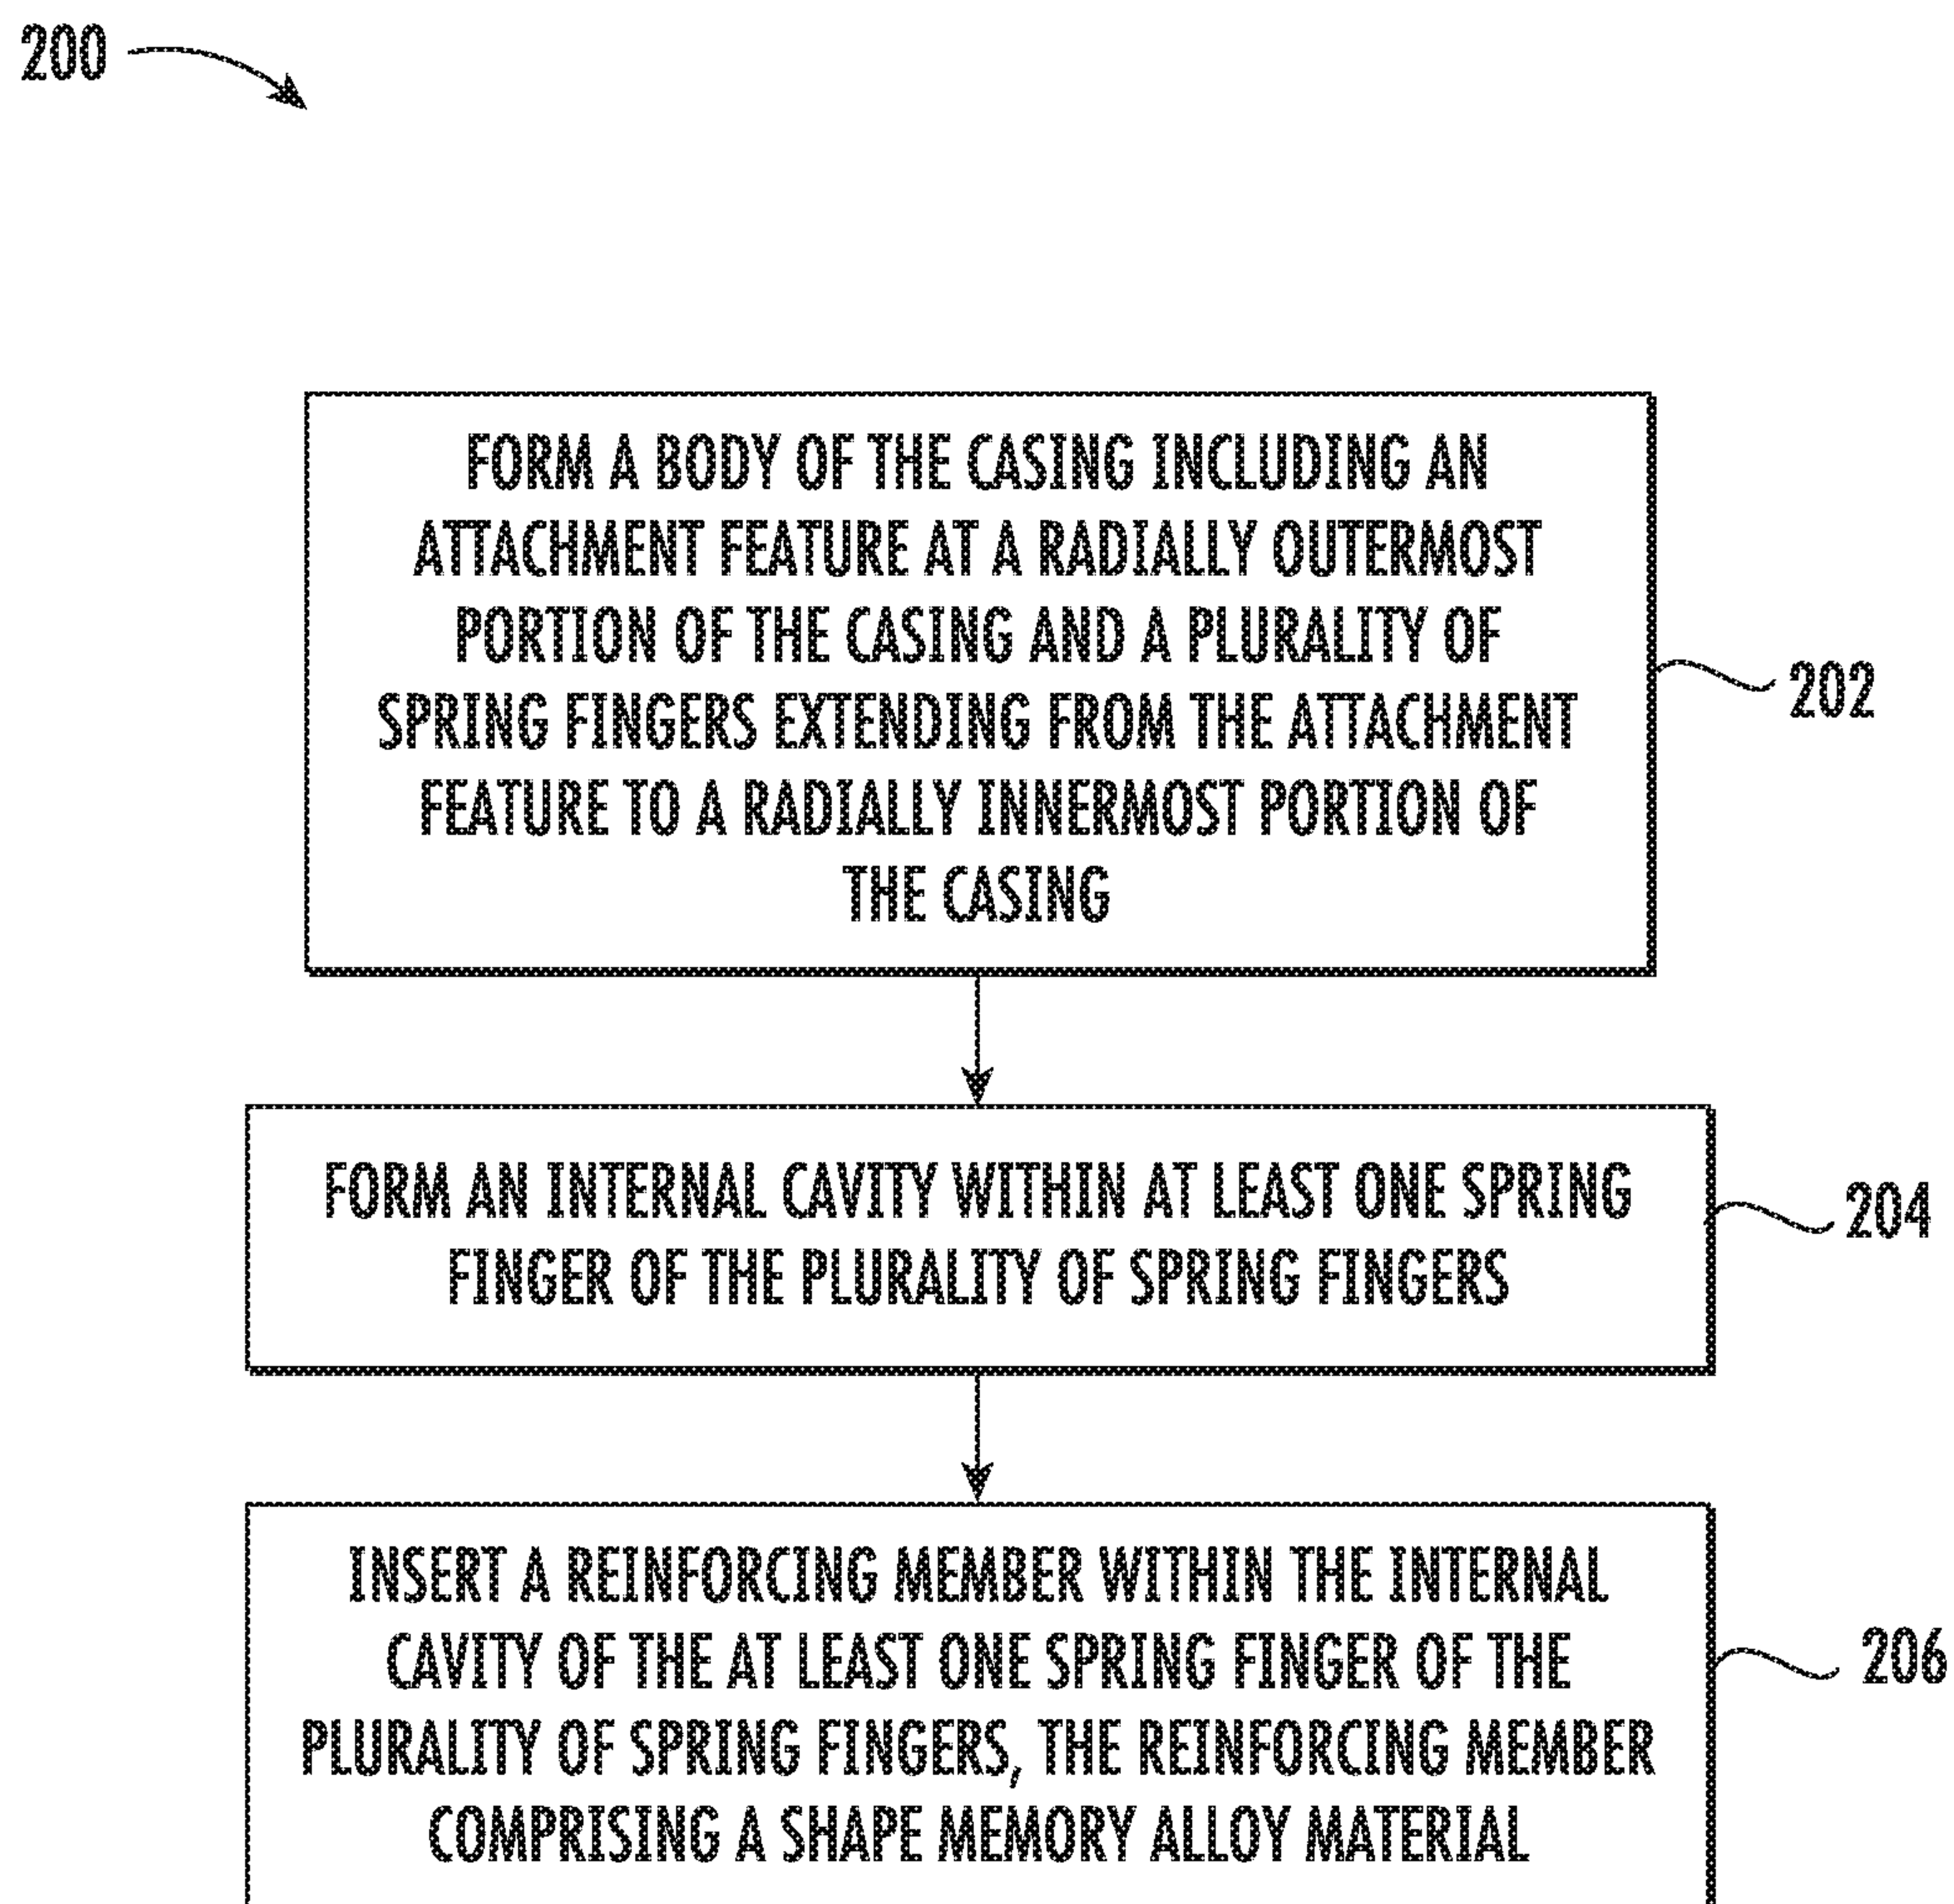 200
FORM A BODY OF THE CASING INCLUDING AN
ATTACHMENT FEATURE AT A RADIALLY OUTERMOST
PORTION OF THE CASING AND A PLURALITY OF
SPRING FINGERS EXTENDING FROM THE ATTACHMENT
FEATURE TO A RADIALLY INNERMOST PORTION OF
THE CASING
202
FORM AN INTERNAL CAVITY WITHIN AT LEAST ONE SPRING
FINGER OF THE PLURALITY OF SPRING FINGERS
204
INSERT A REINFORCING MEMBER WITHIN THE INTERNAL
CAVITY OF THE AT LEAST ONE SPRING FINGER OF THE
PLURALITY OF SPRING FINGERS, THE REINFORCING MEMBER
COMPRISING A SHAPE MEMORY ALLOY MATERIAL
206